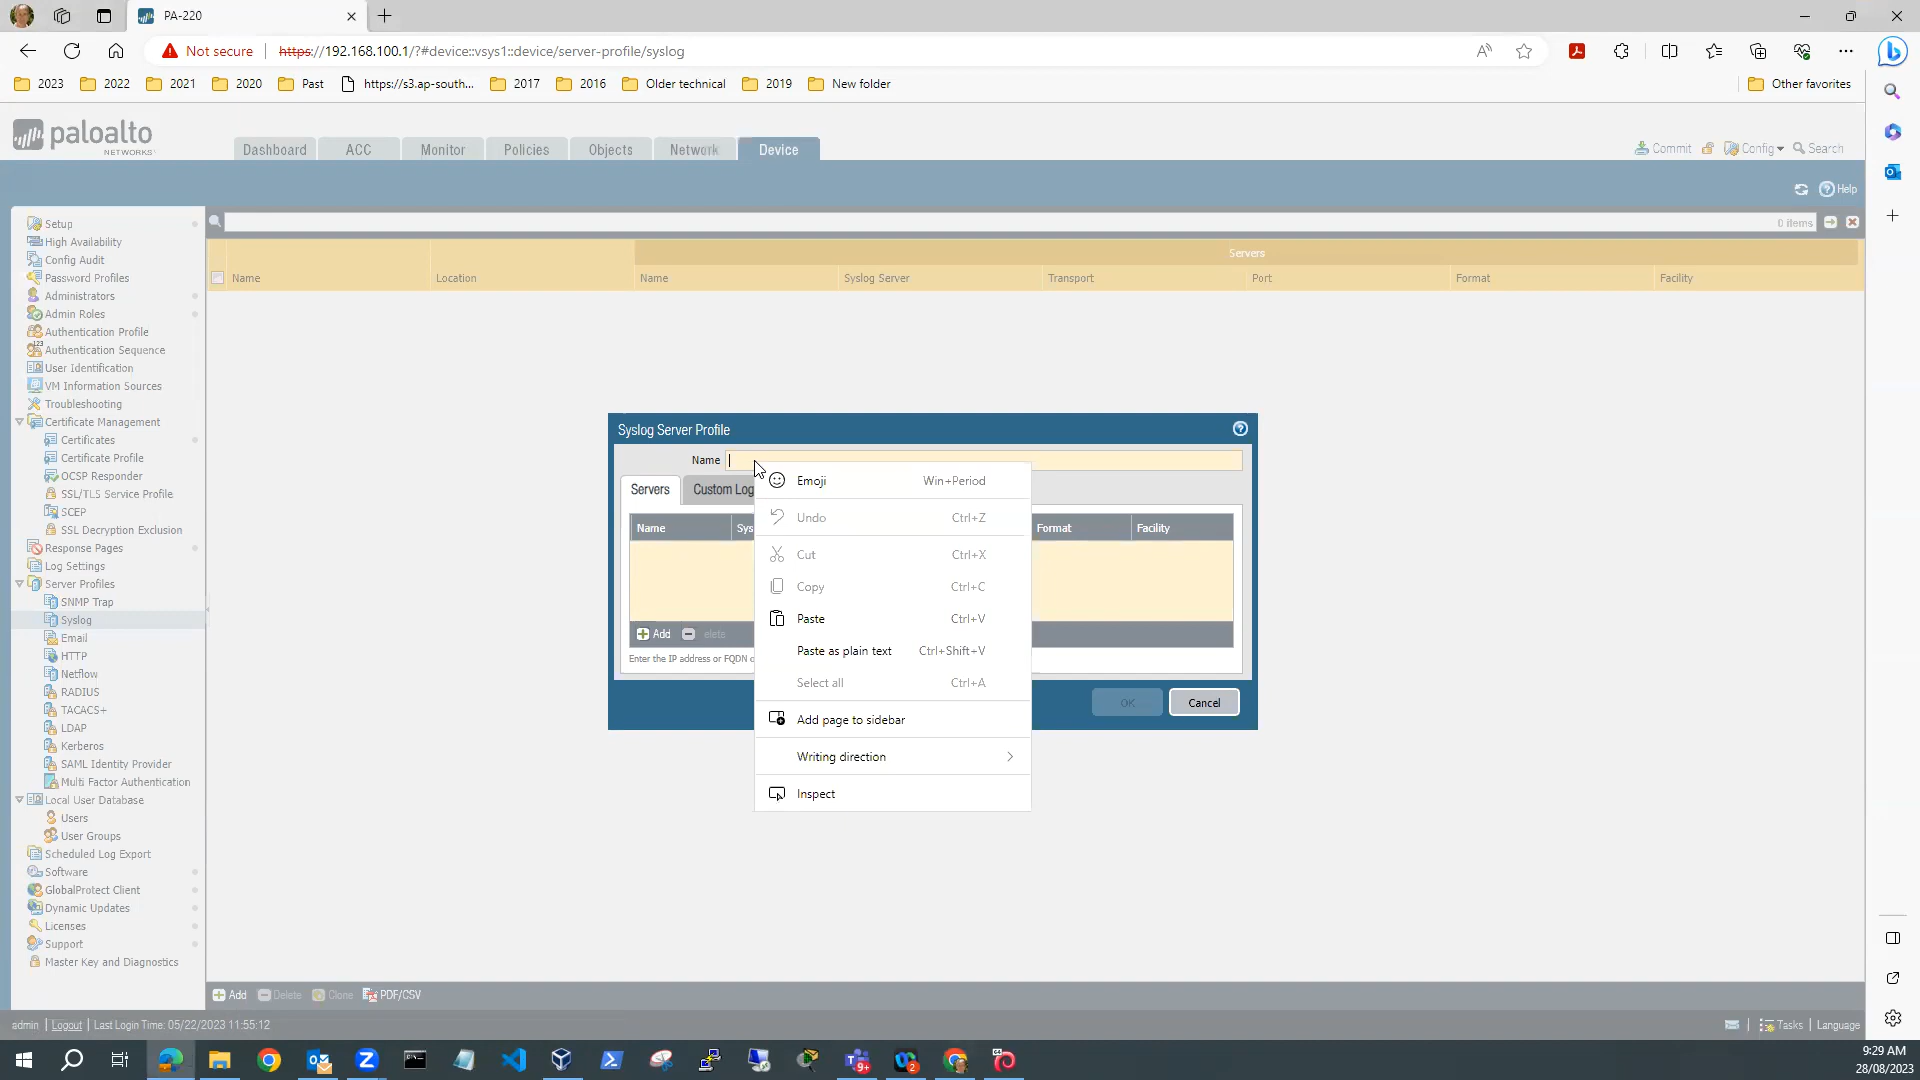 PA-220
Not secure
https://192.168.100.1/?#device::vsys1::device/server-profile/syslog
2023
2022
2021
2020
Past
https://s3.ap-south...
2017
2016
Older technical
2019
New folder
Other favorites
paloalto
NETWORKS
Dashboard
ACC
Monitor
Policies
Objects
Network
Device
Commit
Config
Search
Help
Setup
High Availability
Config Audit
Password Profiles
Administrators
Admin Roles
Authentication Profile
Authentication Sequence
User Identification
VM Information Sources
Troubleshooting
Certificate Management
Certificates
Certificate Profile
OCSP Responder
SSL/TLS Service Profile
SCEP
SSL Decryption Exclusion
Response Pages
Log Settings
Server Profiles
SNMP Trap
Syslog
Email
HTTP
Netflow
RADIUS
TACACS+
LDAP
Kerberos
SAML Identity Provider
Multi Factor Authentication
Local User Database
Users
User Groups
Scheduled Log Export
Software
GlobalProtect Client
Dynamic Updates
Licenses
Support
Master Key and Diagnostics
0 items
Servers
Name
Location
Name
Syslog Server
Transport
Port
Format
Facility
Syslog Server Profile
Name
Servers
Custom Log
Name
Sys
Format
Facility
Add
elete
Enter the IP address or FQDN o
OK
Cancel
Emoji Win+Period
Undo Ctrl+Z
Cut Ctrl+X
Copy Ctrl+C
Paste Ctrl+V
Paste as plain text Ctrl+Shift+V
Select all Ctrl+A
Add page to sidebar
Writing direction
Inspect
Add
Delete
Clone
PDF/CSV
admin | Logout | Last Login Time: 05/22/2023 11:55:12
Tasks | Language
9:29 AM
28/08/2023